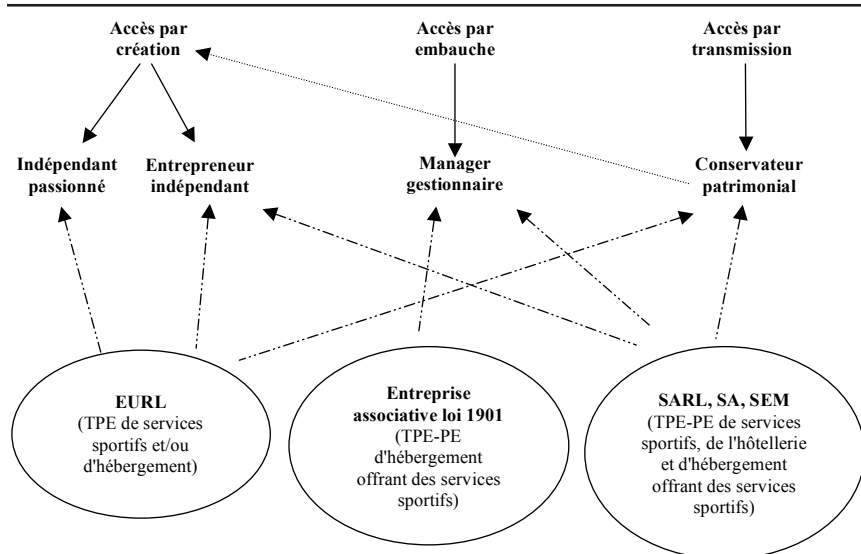 Accès par
création
Accès par
embauche
Accès par
transmission
Indépendant
passionné
Entrepreneur
indépendant
Manager
gestionnaire
Conservateur
patrimonial
EURL
(TPE de services
sportifs et/ou
d'hébergement)
Entreprise
associative loi 1901
(TPE-PE
d'hébergement
offrant des services
sportifs)
SARL, SA, SEM
(TPE-PE de services
sportifs, de l'hôtellerie
et d'hébergement
offrant des services
sportifs)